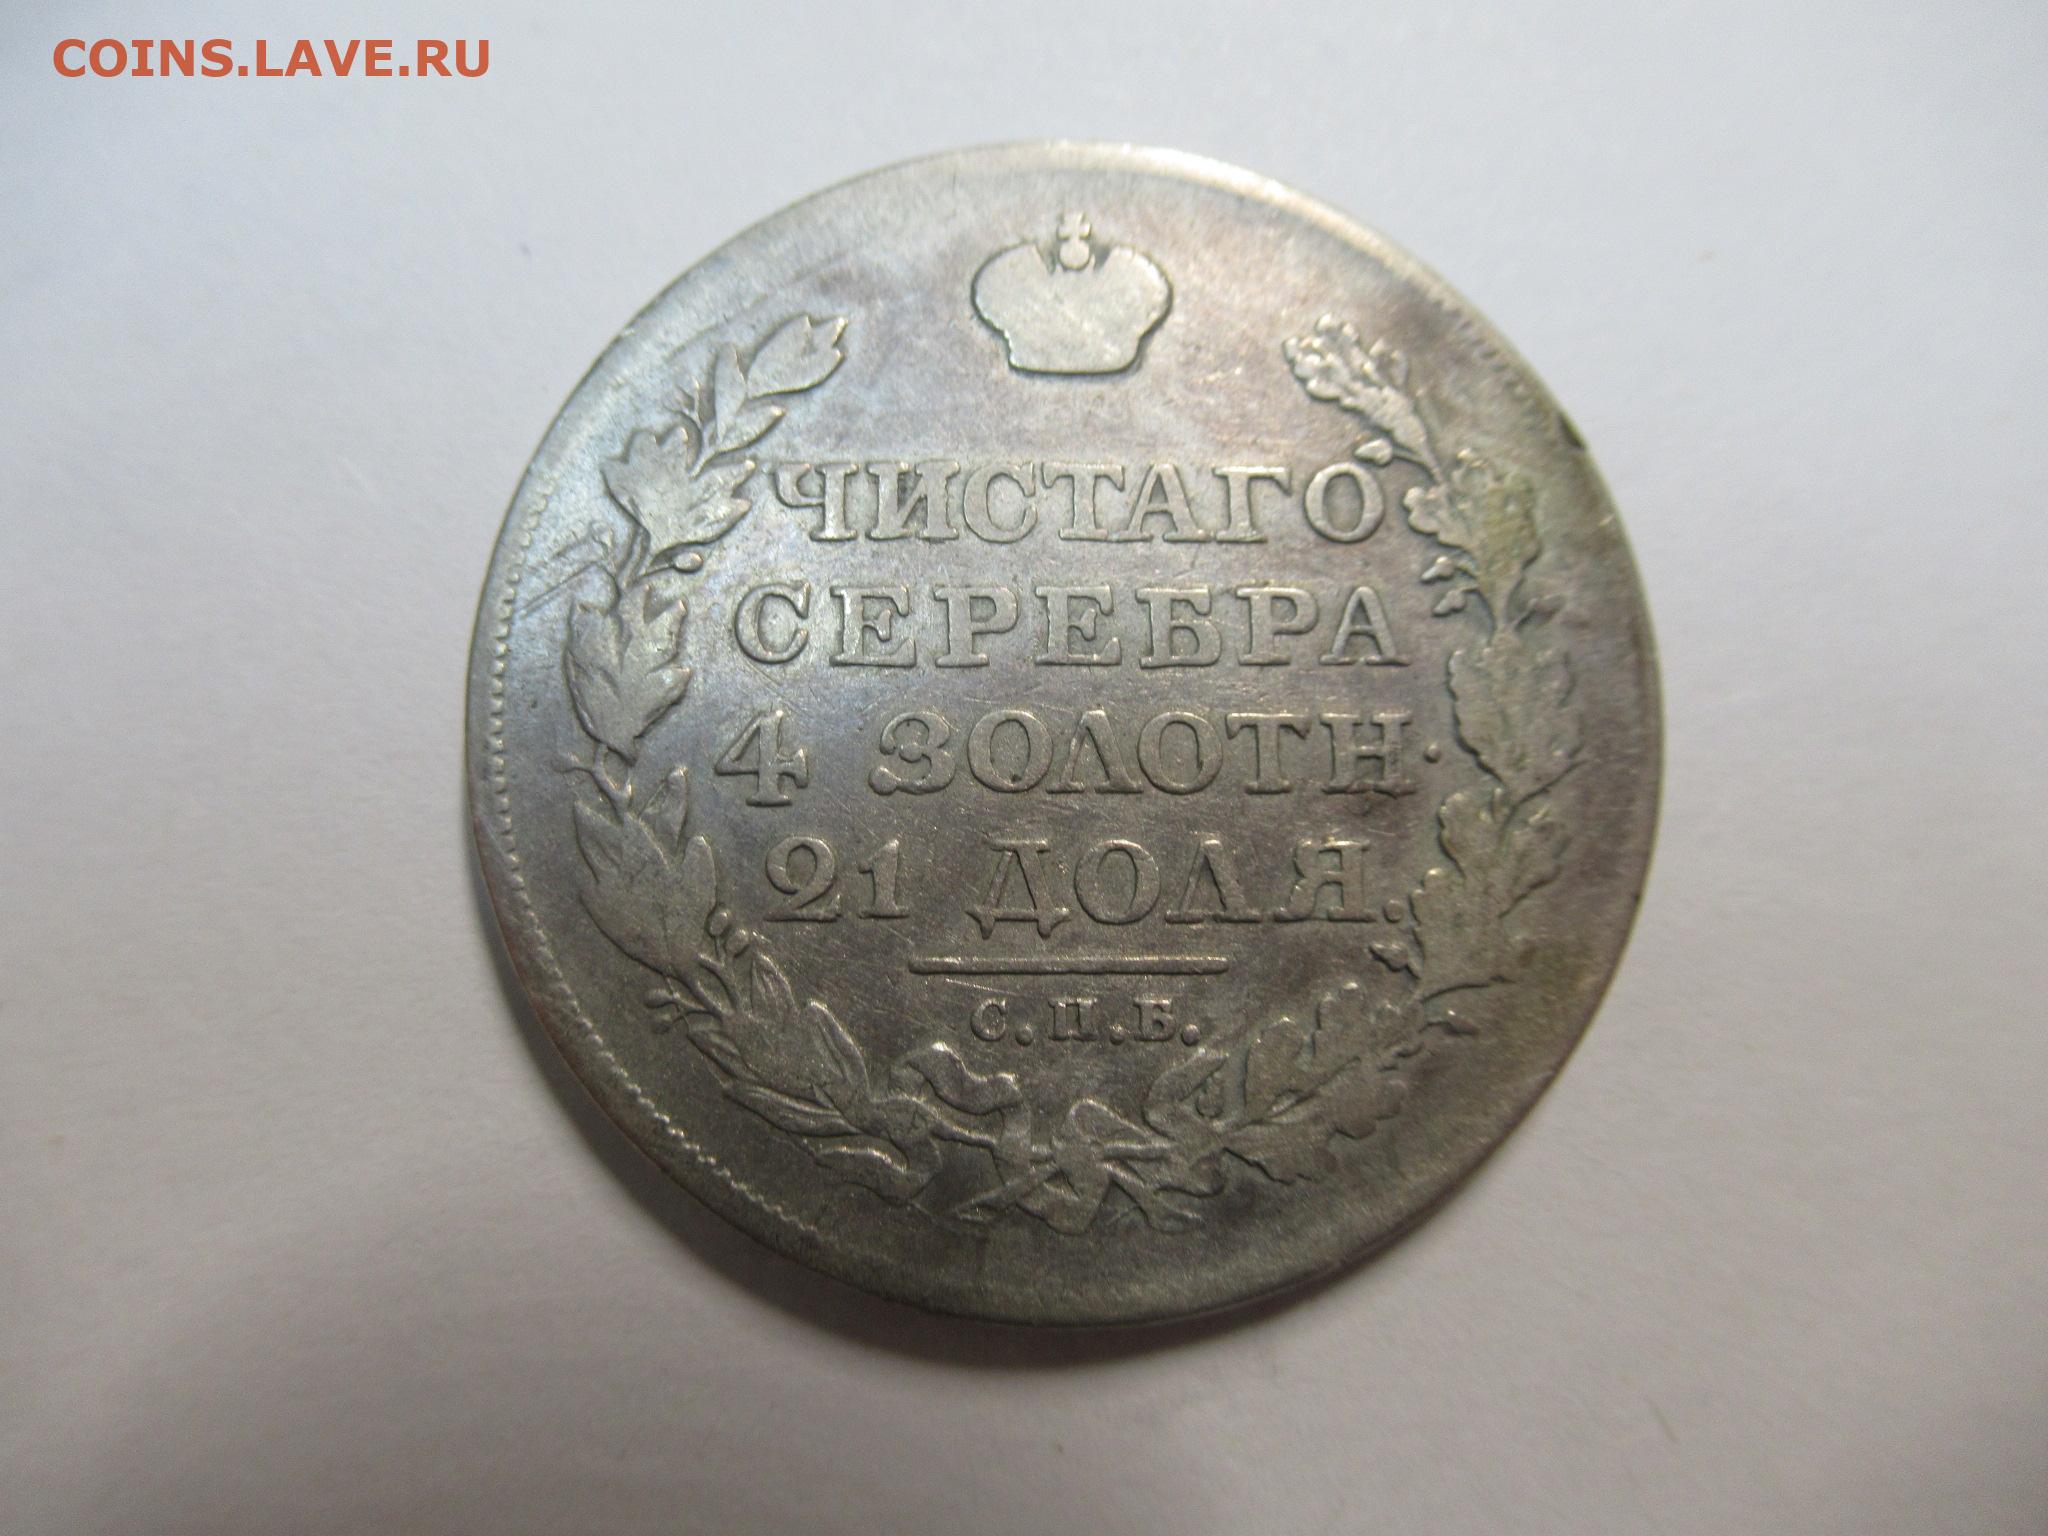 COINS.LAVE.RU
ЧИСТАГО
СЕРЕБРА
4 ЗОЛОТН.
21 ДОЛЯ.
С.П.Б.